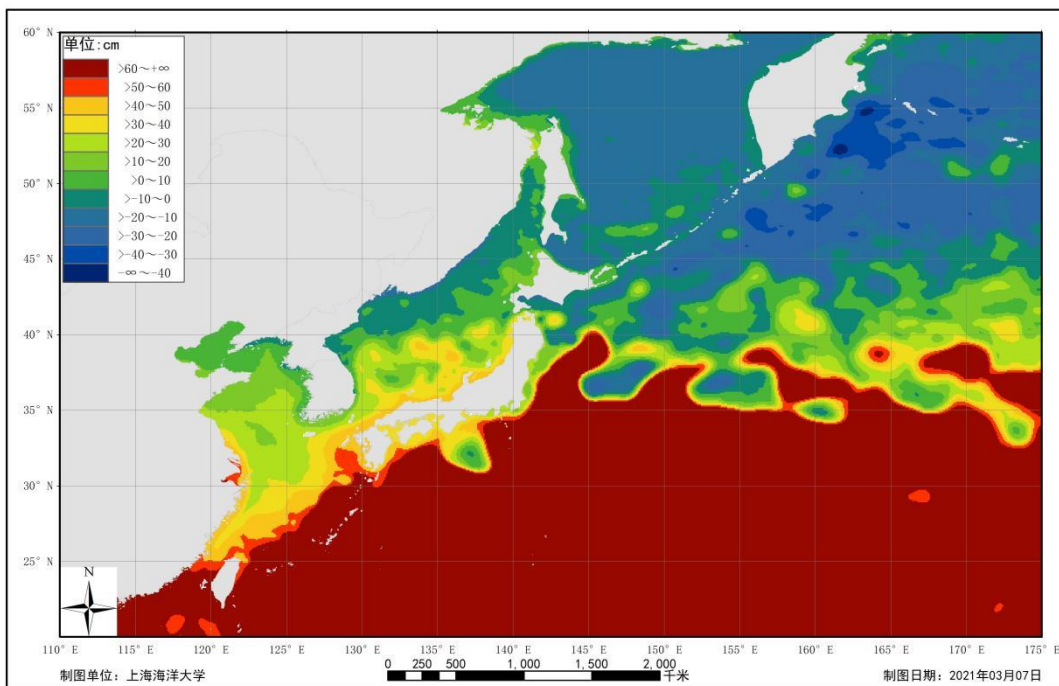 60° N
55° N
50° N
45° N
40° N
35° N
30° N
25° N
单位:cm
>60～+∞
>50～60
>40～50
>30～40
>20～30
>10～20
>0～10
>-10～0
>-20～-10
>-30～-20
>-40～-30
-∞～-40
N
110° E 115° E 120° E 125° E 130° E 135° E 140° E 145° E 150° E 155° E 160° E 165° E 170° E 175° E
制图单位: 上海海洋大学
0 250 500 1,000 1,500 2,000
千米
制图日期: 2021年03月07日